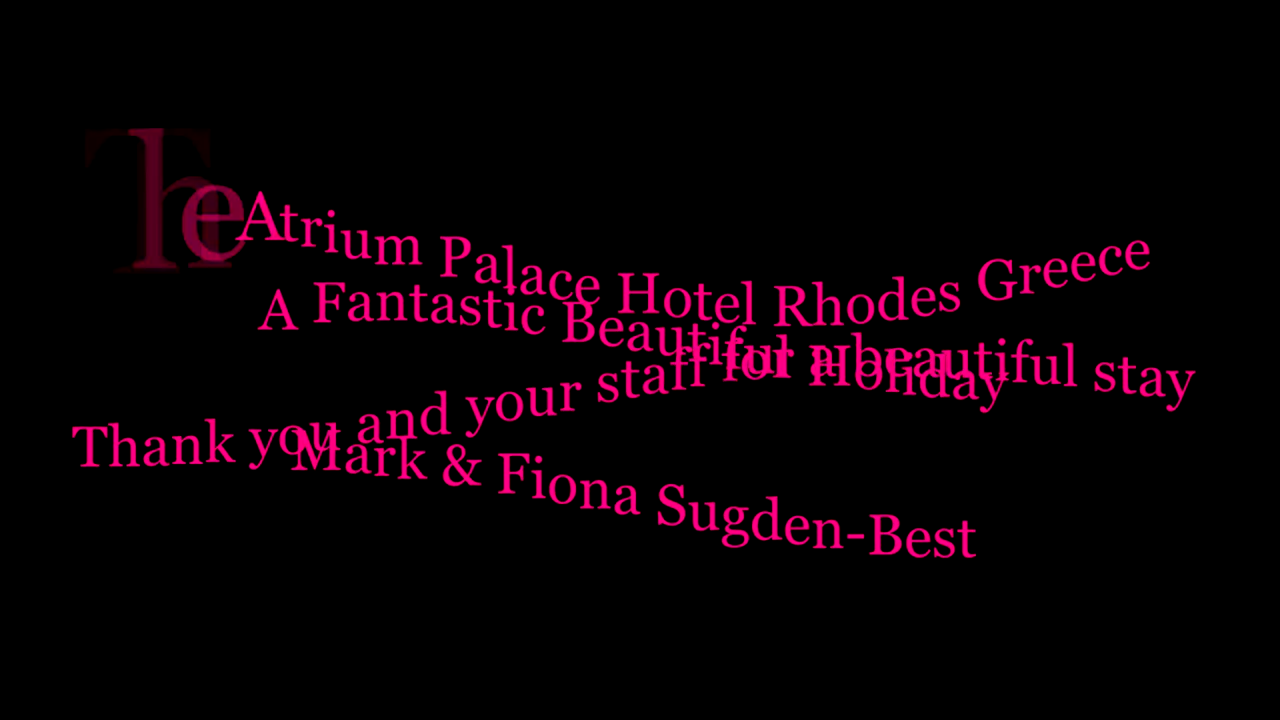 The Atrium Palace Hotel Rhodes Greece
A Fantastic Beautiful Holiday
Thank you and your staff for a beautiful stay
Mark & Fiona Sugden-Best